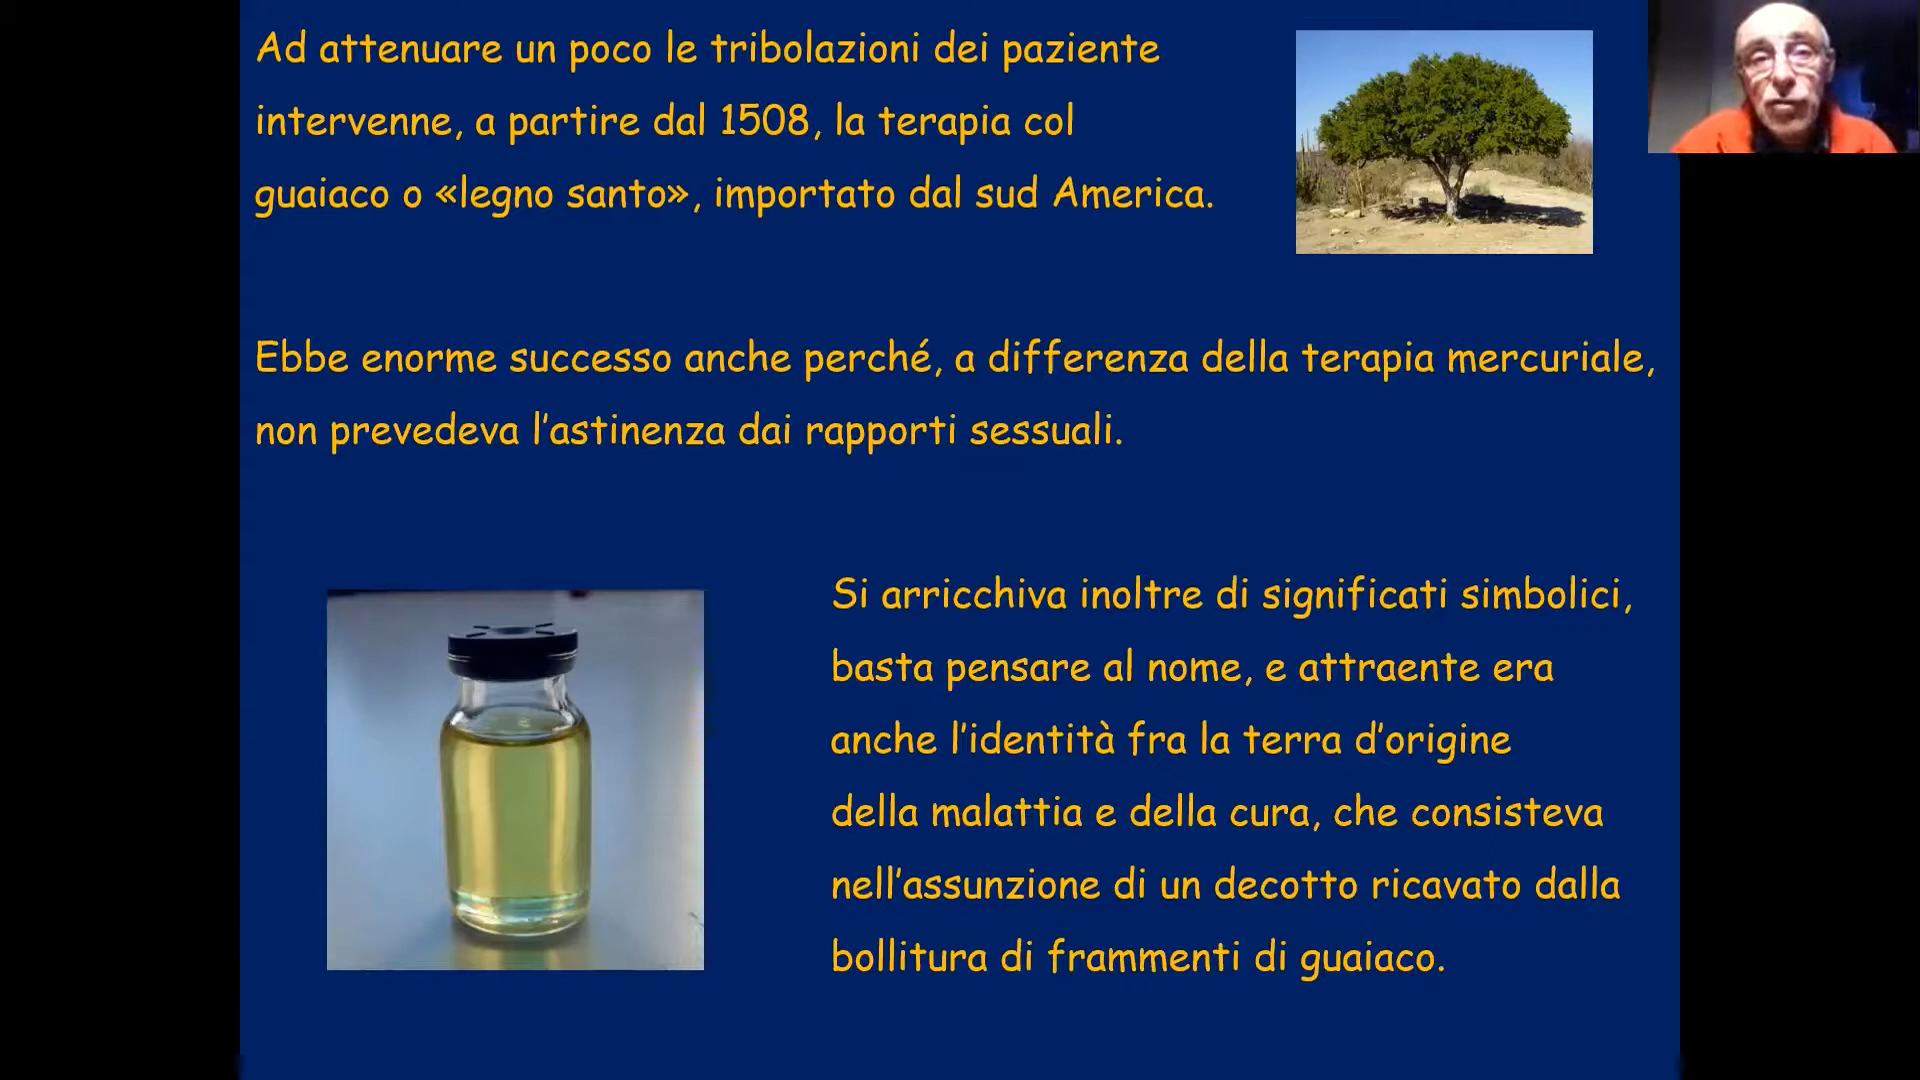 Ad attenuare un poco le tribolazioni dei paziente
intervenne, a partire dal 1508, la terapia col
guaiaco o «legno santo», importato dal sud America.
Ebbe enorme successo anche perché, a differenza della terapia mercuriale,
non prevedeva l’astinenza dai rapporti sessuali.
Si arricchiva inoltre di significati simbolici,
basta pensare al nome, e attraente era
anche l’identità fra la terra d’origine
della malattia e della cura, che consisteva
nell’assunzione di un decotto ricavato dalla
bollitura di frammenti di guaiaco.